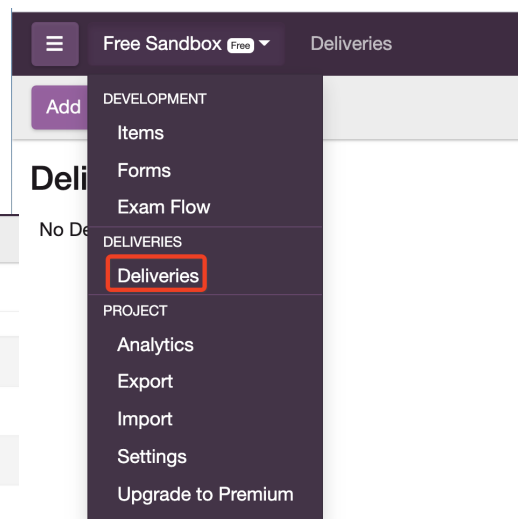 Free Sandbox Free Deliveries
Add
DEVELOPMENT
Items
Forms
Exam Flow
Deli
No De
DELIVERIES
Deliveries
PROJECT
Analytics
Export
Import
Settings
Upgrade to Premium